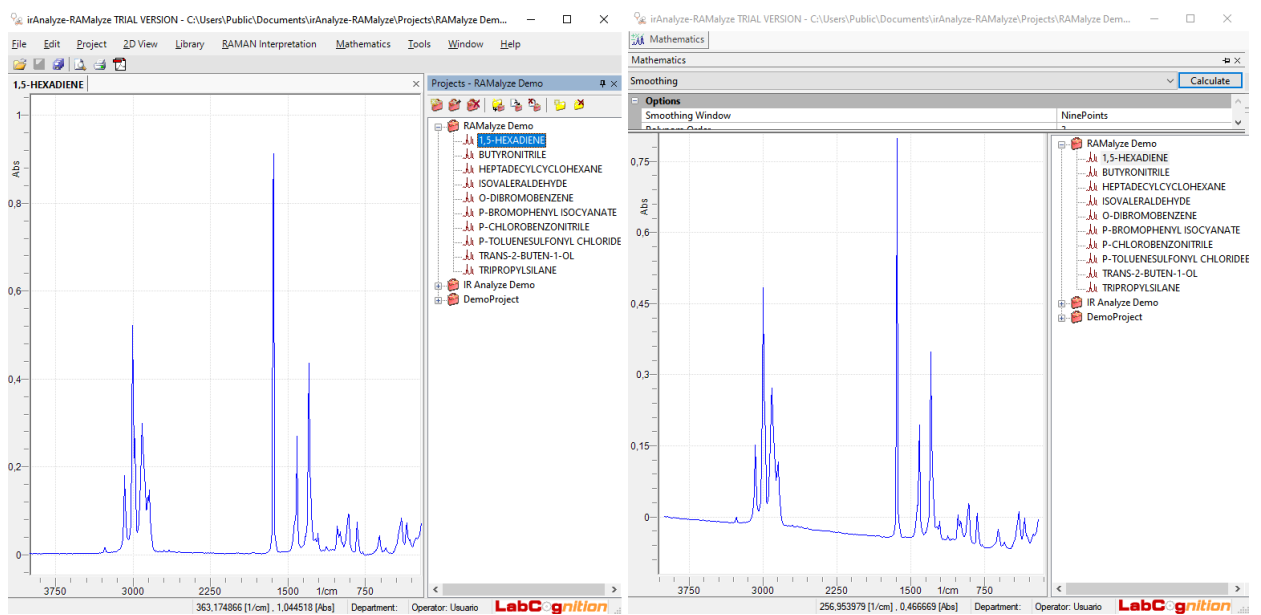 irAnalyze-RAMalyze TRIAL VERSION - C:\Users\Public\Documents\irAnalyze-RAMalyze\Projects\RAMalyze Dem...
File Edit Project 2D View Library RAMAN Interpretation Mathematics Tools Window Help
1,5-HEXADIENE
Abs
1
0,8
0,6
0,4
0,2
0
3750 3000 2250 1500 1/cm 750
Projects - RAMalyze Demo
RAMalyze Demo
1,5-HEXADIENE
BUTYRONITRILE
HEPTADECYLCYCLOHEXANE
ISOVALERALDEHYDE
O-DIBROMOBENZENE
P-BROMOPHENYL ISOCYANATE
P-CHLOROBENZONITRILE
P-TOLUENESULFONYL CHLORIDE
TRANS-2-BUTEN-1-OL
TRIPROPYLSILANE
IR Analyze Demo
DemoProject
363,174866 [1/cm] , 1,044518 [Abs] Department: Operator: Usuario LabCognition
irAnalyze-RAMalyze TRIAL VERSION - C:\Users\Public\Documents\irAnalyze-RAMalyze\Projects\RAMalyze Dem...
Mathematics
Mathematics
Smoothing Calculate
Options
Smoothing Window NinePoints
Abs
0,75
0,6
0,45
0,3
0,15
0
3750 3000 2250 1500 1/cm 750
RAMalyze Demo
1,5-HEXADIENE
BUTYRONITRILE
HEPTADECYLCYCLOHEXANE
ISOVALERALDEHYDE
O-DIBROMOBENZENE
P-BROMOPHENYL ISOCYANATE
P-CHLOROBENZONITRILE
P-TOLUENESULFONYL CHLORIDEE
TRANS-2-BUTEN-1-OL
TRIPROPYLSILANE
IR Analyze Demo
DemoProject
256,953979 [1/cm] , 0,466669 [Abs] Department: Operator: Usuario LabCognition